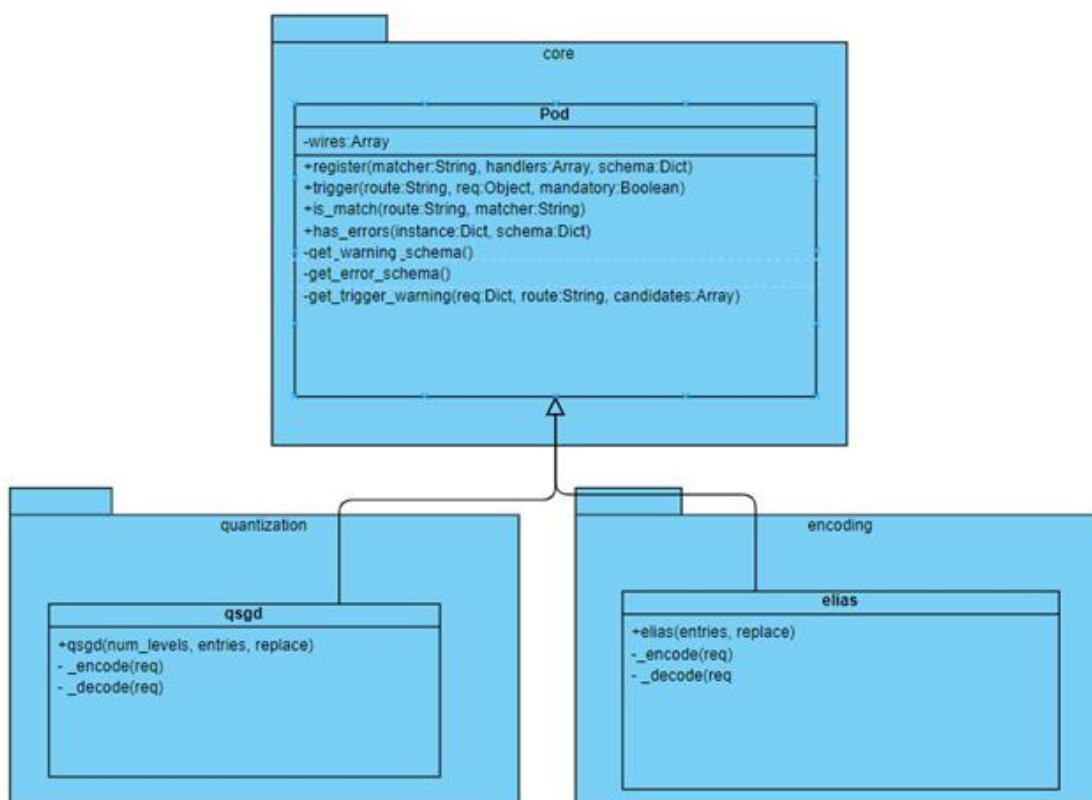 core
Pod
-wires:Array
+register(matcher:String, handlers:Array, schema:Dict)
+trigger(route:String, req:Object, mandatory:Boolean)
+is_match(route:String, matcher:String)
+has_errors(instance:Dict, schema:Dict)
-get_warning_schema()
-get_error_schema()
-get_trigger_warning(req:Dict, route:String, candidates:Array)
quantization
qsgd
+qsgd(num_levels, entries, replace)
- _encode(req)
- _decode(req)
encoding
elias
+elias(entries, replace)
-_encode(req)
- _decode(req